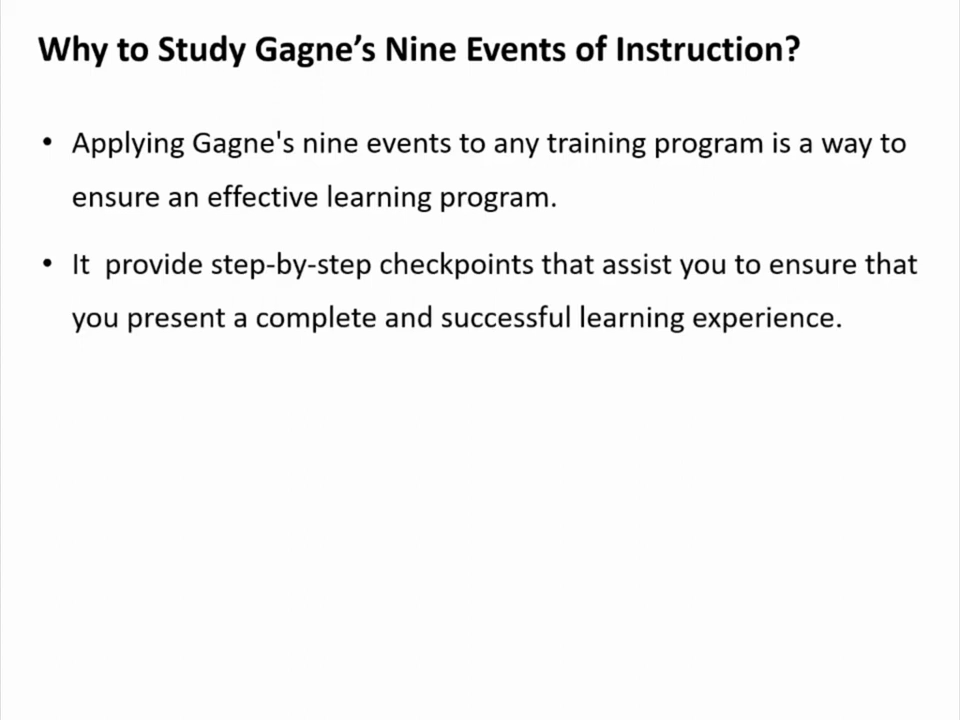 Why to Study Gagne’s Nine Events of Instruction?
• Applying Gagne's nine events to any training program is a way to
ensure an effective learning program.
• It  provide step-by-step checkpoints that assist you to ensure that
you present a complete and successful learning experience.